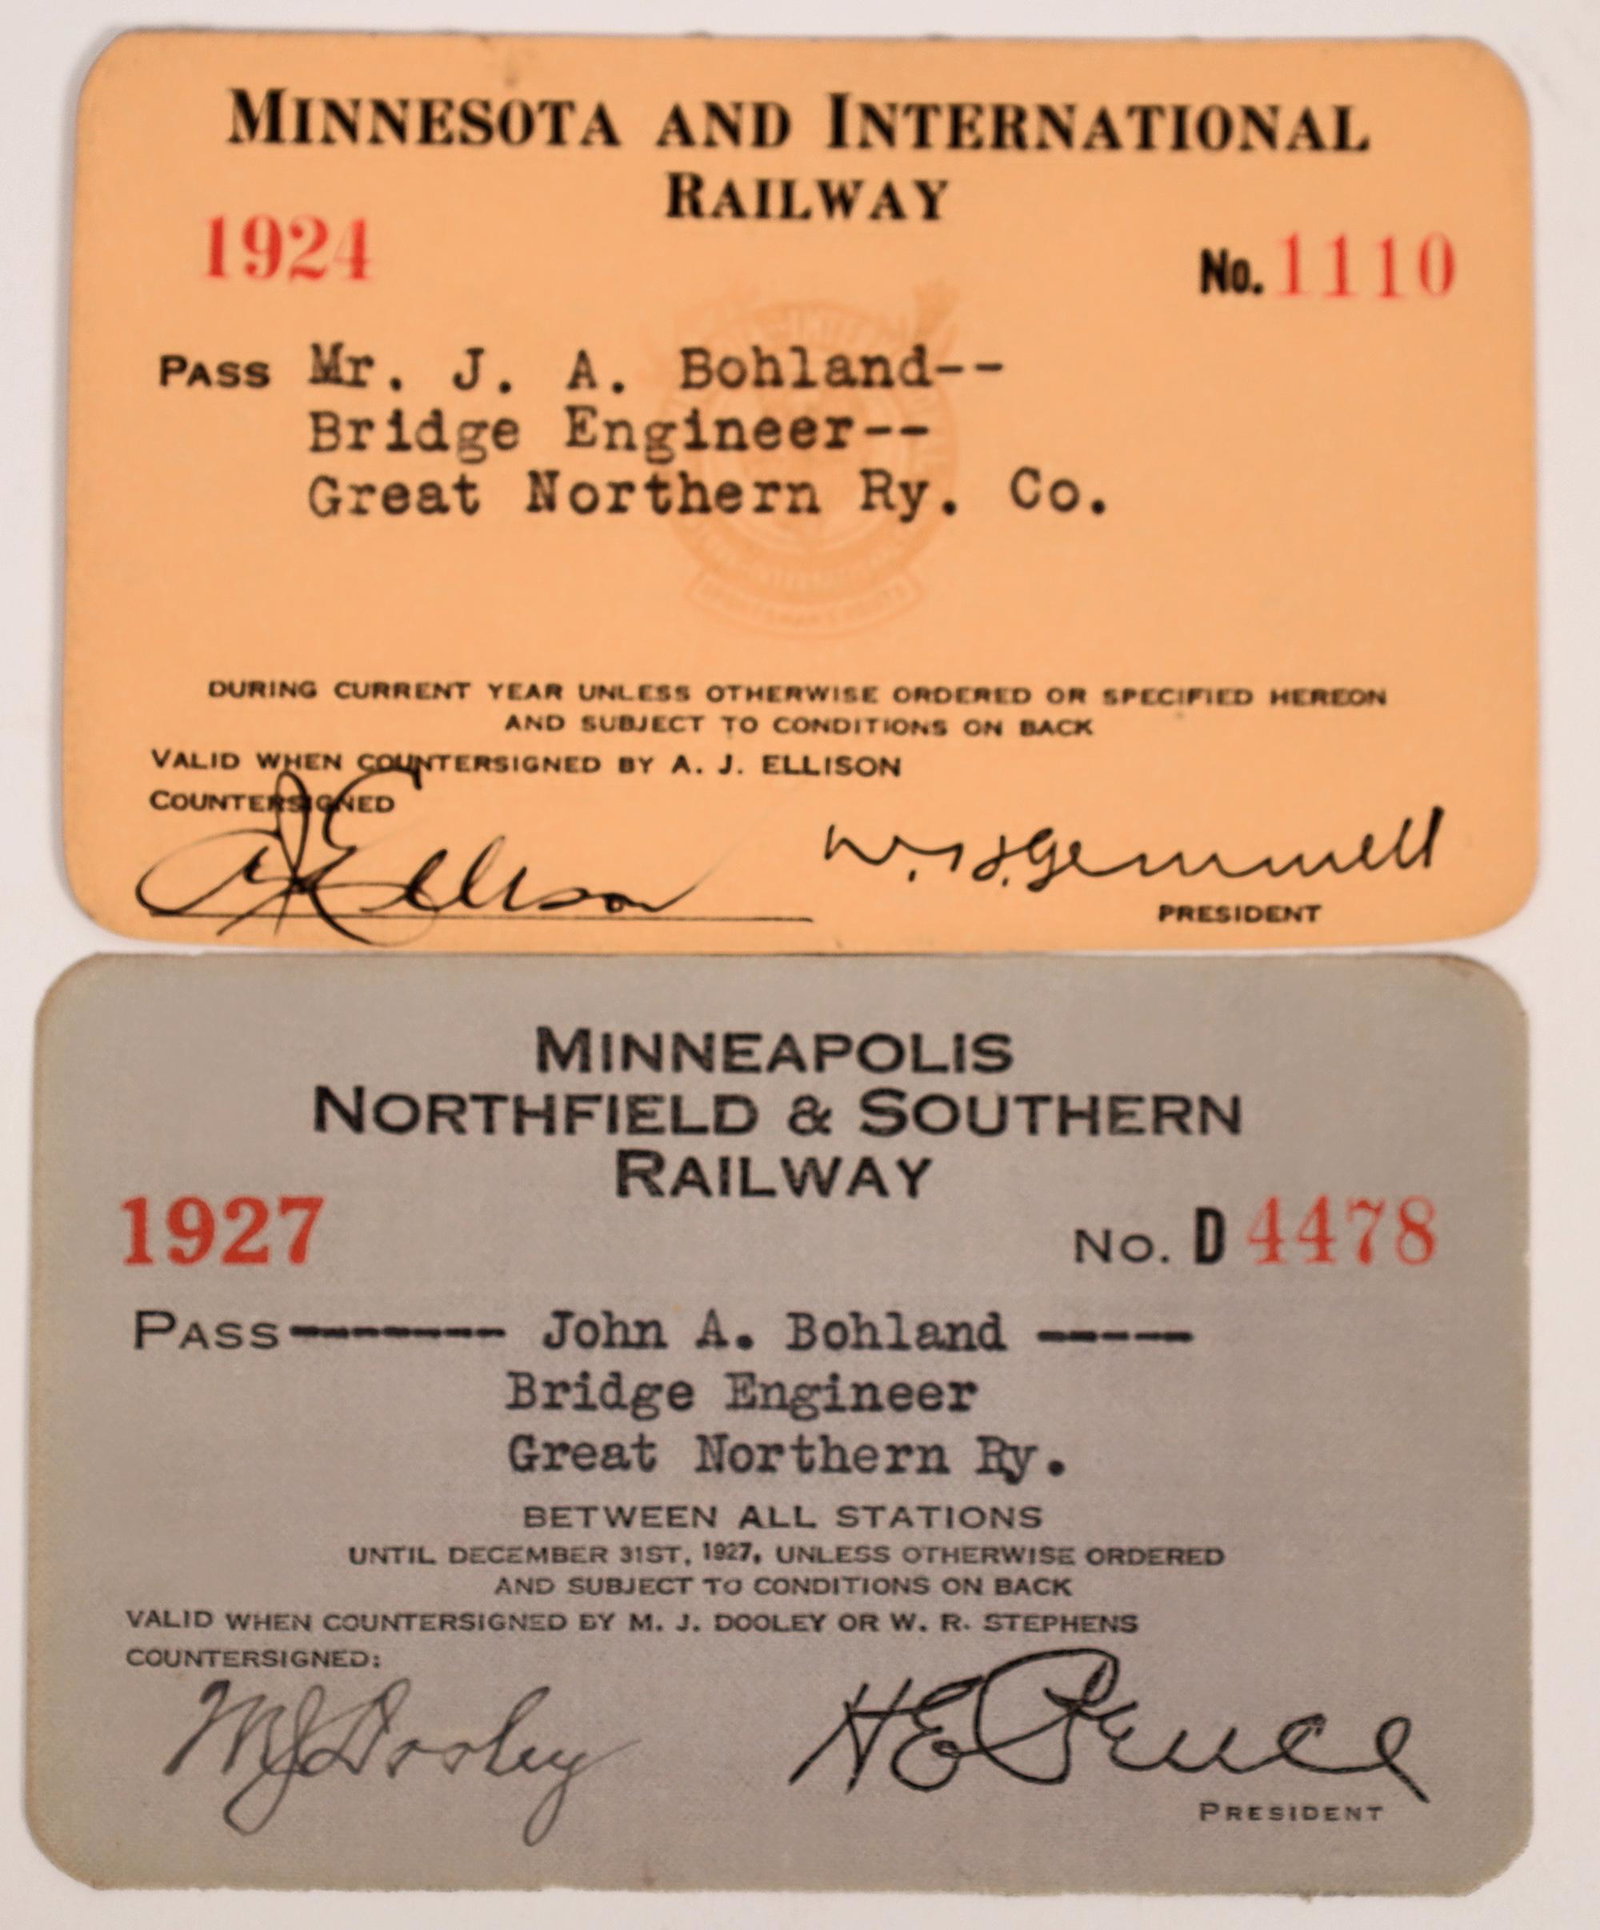 MINNESOTA AND INTERNATIONAL
RAILWAY
1924
No. 1110
PASS Mr. J. A. Bohland--
Bridge Engineer--
Great Northern Ry. Co.
DURING CURRENT YEAR UNLESS OTHERWISE ORDERED OR SPECIFIED HEREON
AND SUBJECT TO CONDITIONS ON BACK
VALID WHEN COUNTERSIGNED BY A. J. ELLISON
COUNTERSIGNED
A J Ellison
W. H. Gemmell
PRESIDENT
MINNEAPOLIS
NORTHFIELD & SOUTHERN
RAILWAY
1927
No. D 4478
PASS------- John A. Bohland -----
Bridge Engineer
Great Northern Ry.
BETWEEN ALL STATIONS
UNTIL DECEMBER 31ST, 1927, UNLESS OTHERWISE ORDERED
AND SUBJECT TO CONDITIONS ON BACK
VALID WHEN COUNTERSIGNED BY M. J. DOOLEY OR W. R. STEPHENS
COUNTERSIGNED:
M J Dooley
H E Pence
PRESIDENT